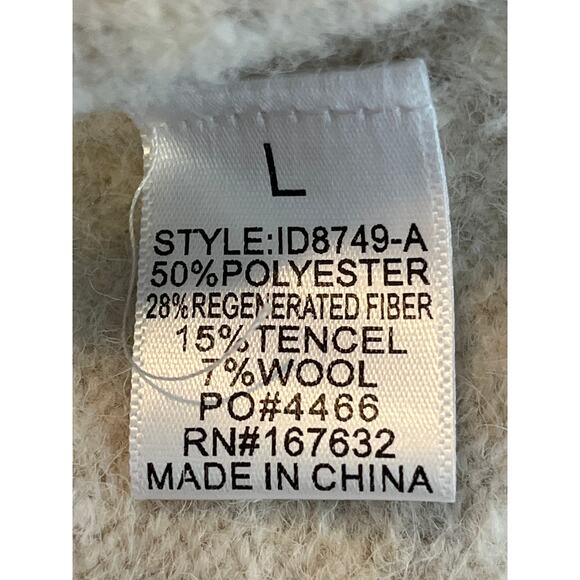 L
STYLE:ID8749-A
50%POLYESTER
28%REGENERATED FIBER
15%TENCEL
7%WOOL
PO#4466
RN#167632
MADE IN CHINA